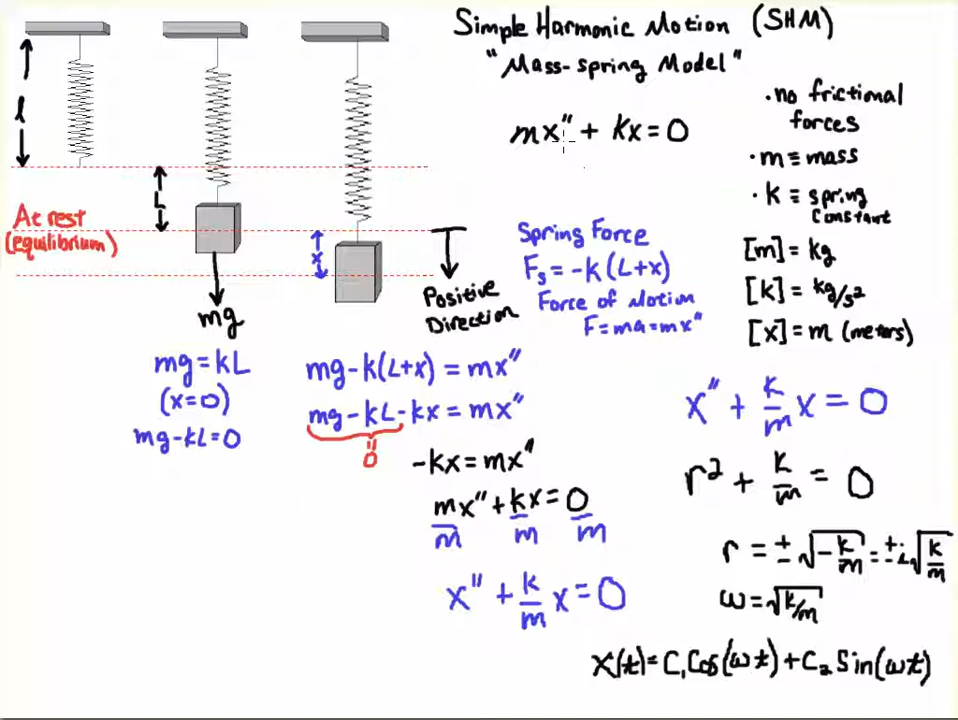 Simple Harmonic Motion (SHM)
"Mass-spring Model"
mx" + kx = 0
• no frictional
forces
• m ≡ mass
• k ≡ spring
constant
[m] = kg
[k] = kg/s²
[x] = m (meters)
l
L
x
At rest
(equilibrium)
mg
Positive
Direction
Spring Force
Fs = -k(L+x)
Force of Motion
F = ma = mx"
mg = kL
(x=0)
mg - kL = 0
mg - k(L+x) = mx"
mg - kL - kx = mx"
"
0
-kx = mx"
mx" + kx = 0
m m m
x" + k/m x = 0
x" + k/m x = 0
r² + k/m = 0
r = ± √-k/m = ± i√k/m
ω = √k/m
x(t) = C₁Cos(ωt) + C₂ Sin(ωt)